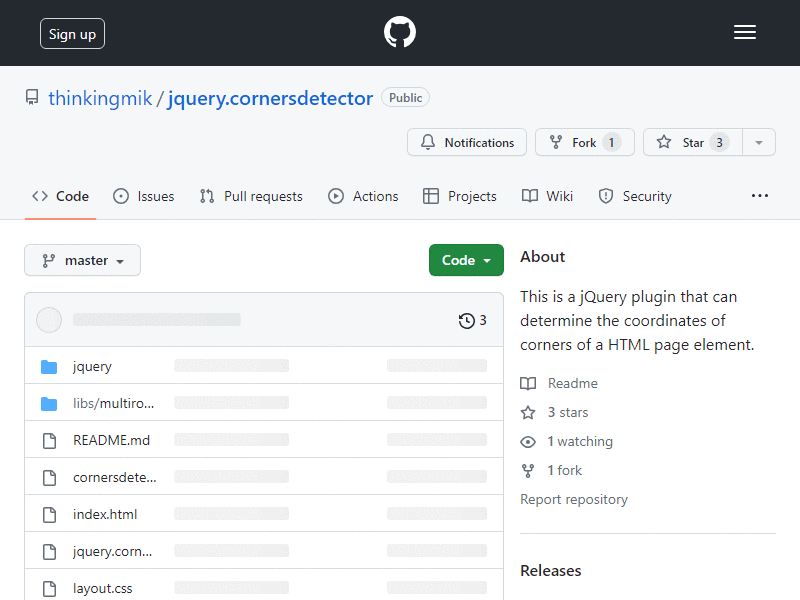 Sign up
thinkingmik / jquery.cornersdetector Public
Notifications Fork 1 Star 3
Code Issues Pull requests Actions Projects Wiki Security
master Code
3
jquery
libs/multiro...
README.md
cornersdete...
index.html
jquery.corn...
layout.css
About
This is a jQuery plugin that can
determine the coordinates of
corners of a HTML page element.
Readme
3 stars
1 watching
1 fork
Report repository
Releases